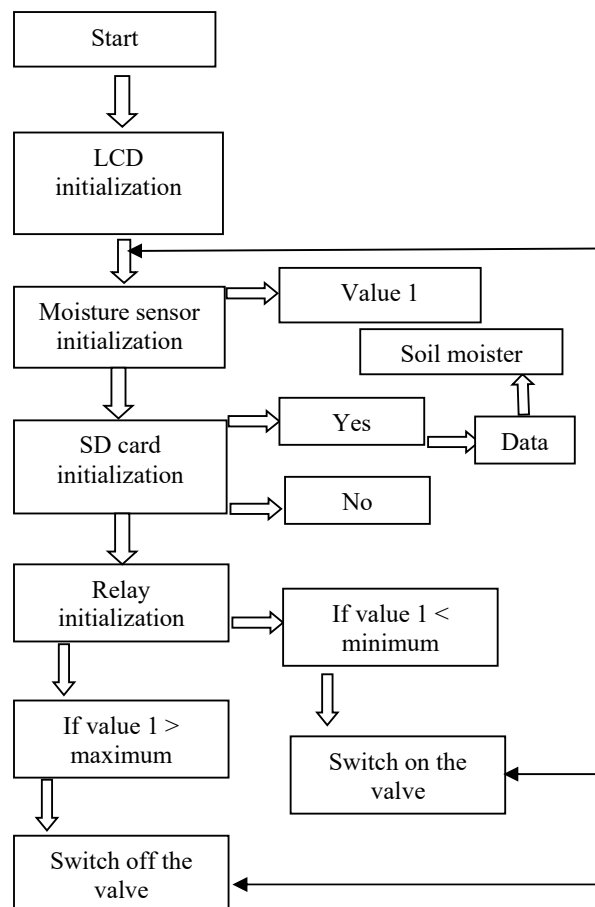 Start
LCD
initialization
Moisture sensor
initialization
Value 1
Soil moister
SD card
initialization
Yes
Data
No
Relay
initialization
If value 1 <
minimum
If value 1 >
maximum
Switch on the
valve
Switch off the
valve